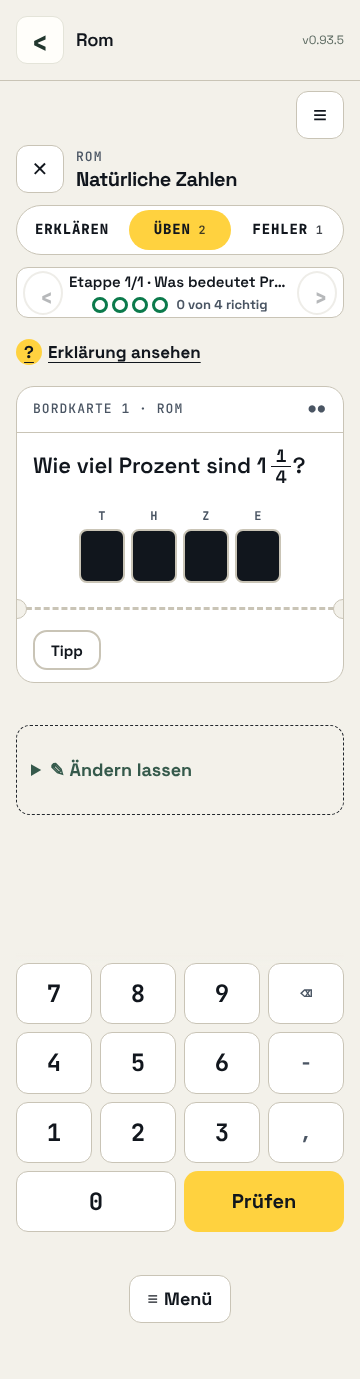 < Rom v0.93.5
≡
✕ ROM
Natürliche Zahlen
ERKLÄREN ÜBEN 2 FEHLER 1
< Etappe 1/1 · Was bedeutet Pr… >
0 von 4 richtig
? Erklärung ansehen
BORDKARTE 1 · ROM ●●
Wie viel Prozent sind 1 1/4?
T H Z E
Tipp
▶ ✎ Ändern lassen
7 8 9 ⌫
4 5 6 -
1 2 3 ,
0 Prüfen
≡ Menü